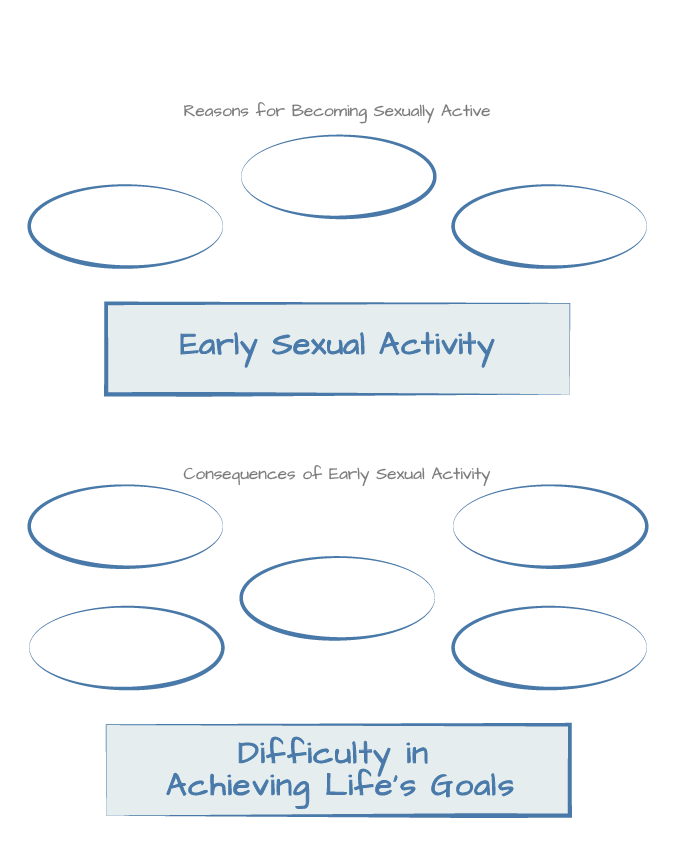 Reasons for Becoming Sexually Active
Early Sexual Activity
Consequences of Early Sexual Activity
Difficulty in
Achieving Life's Goals